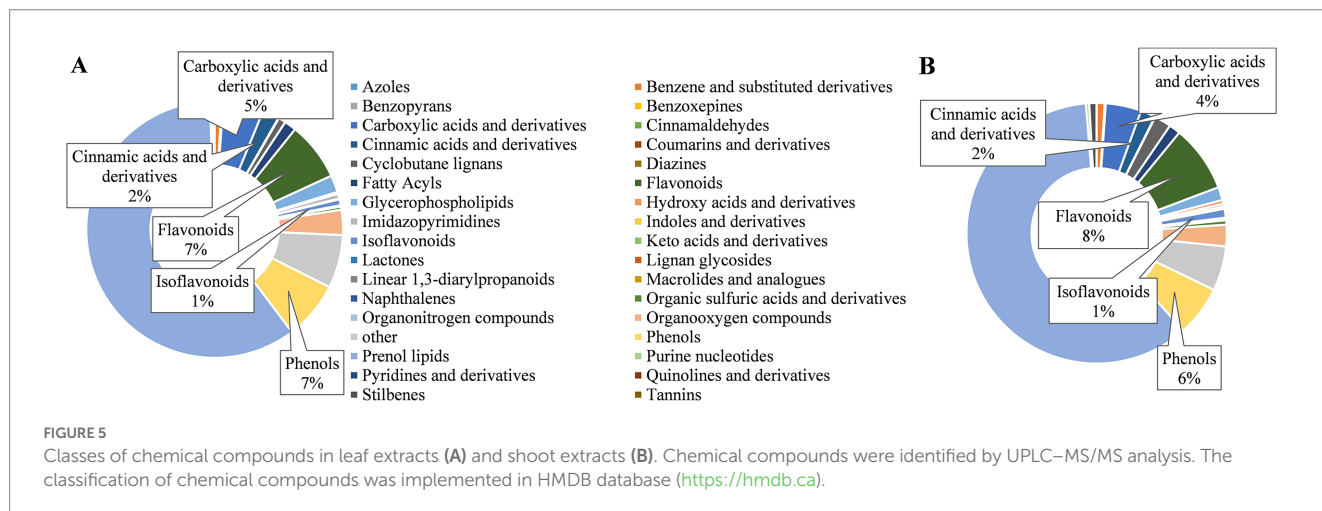 A
Carboxylic acids and
derivatives
5%
Cinnamic acids and
derivatives
2%
Flavonoids
7%
Isoflavonoids
1%
Phenols
7%
Azoles
Benzopyrans
Carboxylic acids and derivatives
Cinnamic acids and derivatives
Cyclobutane lignans
Fatty Acyls
Glycerophospholipids
Imidazopyrimidines
Isoflavonoids
Lactones
Linear 1,3-diarylpropanoids
Naphthalenes
Organonitrogen compounds
other
Prenol lipids
Pyridines and derivatives
Stilbenes
Benzene and substituted derivatives
Benzoxepines
Cinnamaldehydes
Coumarins and derivatives
Diazines
Flavonoids
Hydroxy acids and derivatives
Indoles and derivatives
Keto acids and derivatives
Lignan glycosides
Macrolides and analogues
Organic sulfuric acids and derivatives
Organooxygen compounds
Phenols
Purine nucleotides
Quinolines and derivatives
Tannins
B
Carboxylic acids
and derivatives
4%
Cinnamic acids
and derivatives
2%
Flavonoids
8%
Isoflavonoids
1%
Phenols
6%
FIGURE 5
Classes of chemical compounds in leaf extracts (A) and shoot extracts (B). Chemical compounds were identified by UPLC–MS/MS analysis. The
classification of chemical compounds was implemented in HMDB database (https://hmdb.ca).